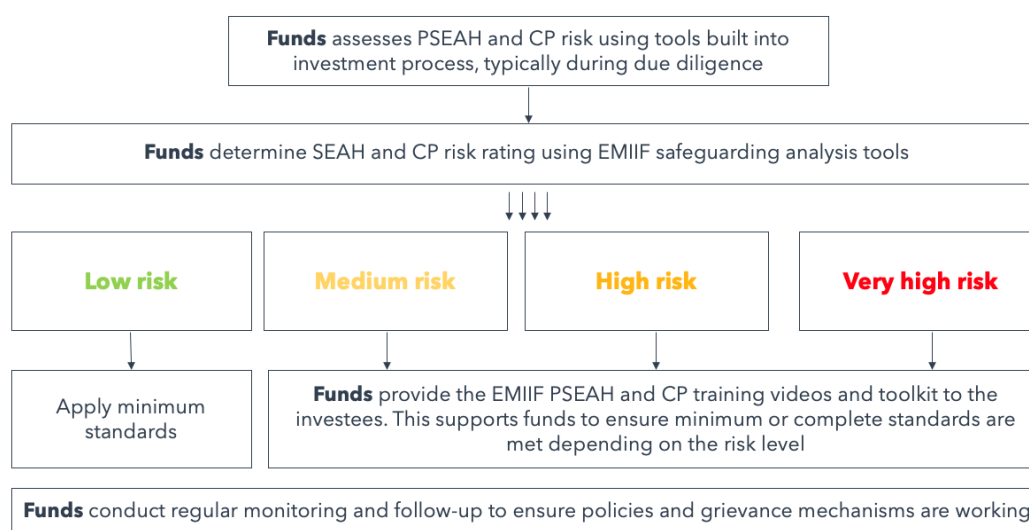 Funds assesses PSEAH and CP risk using tools built into
investment process, typically during due diligence
Funds determine SEAH and CP risk rating using EMIIF safeguarding analysis tools
Low risk
Medium risk
High risk
Very high risk
Apply minimum
standards
Funds provide the EMIIF PSEAH and CP training videos and toolkit to the
investees. This supports funds to ensure minimum or complete standards are
met depending on the risk level
Funds conduct regular monitoring and follow-up to ensure policies and grievance mechanisms are working